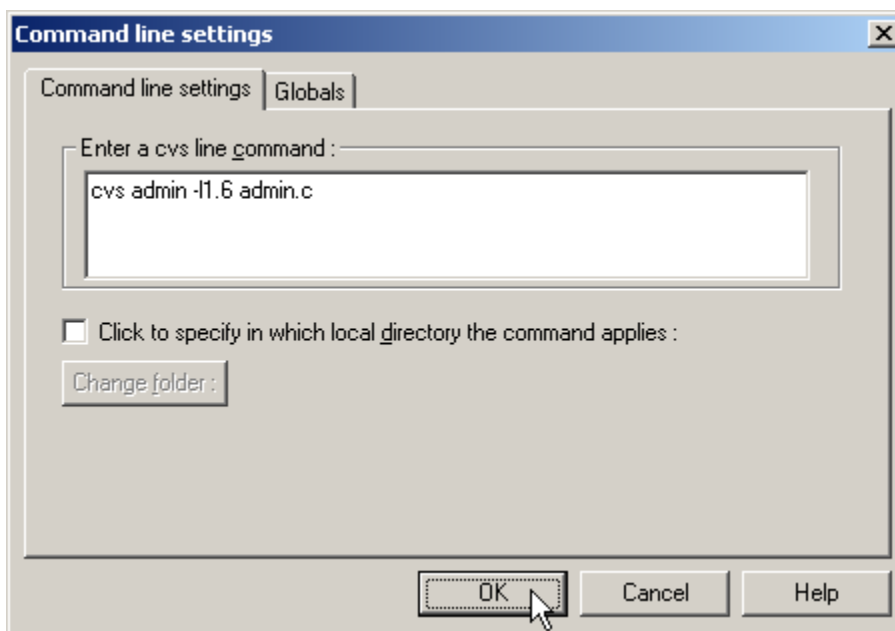 Command line settings
Command line settings Globals
Enter a cvs line command :
cvs admin -l1.6 admin.c
Click to specify in which local directory the command applies :
Change folder :
OK Cancel Help